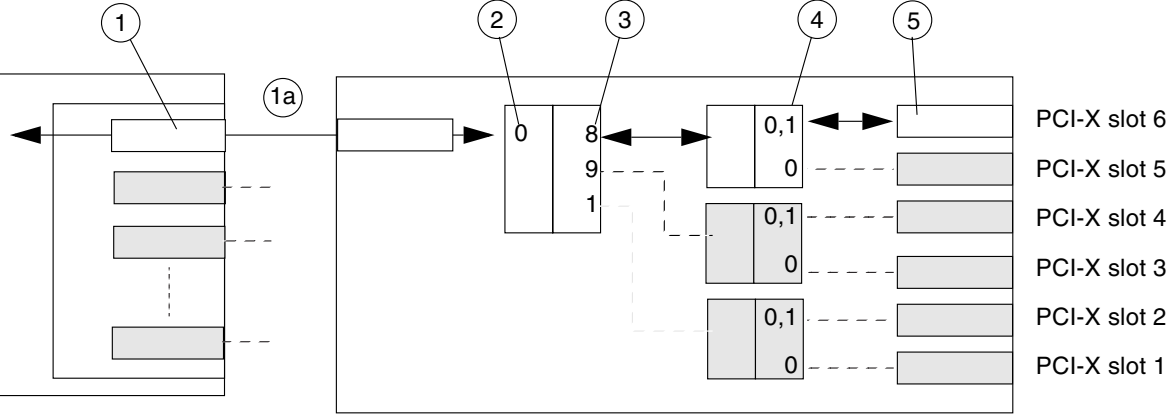 1
2
3
4
5
1a
0
8
0,1
PCI-X slot 6
9
0
PCI-X slot 5
1
0,1
PCI-X slot 4
0
PCI-X slot 3
0,1
PCI-X slot 2
0
PCI-X slot 1